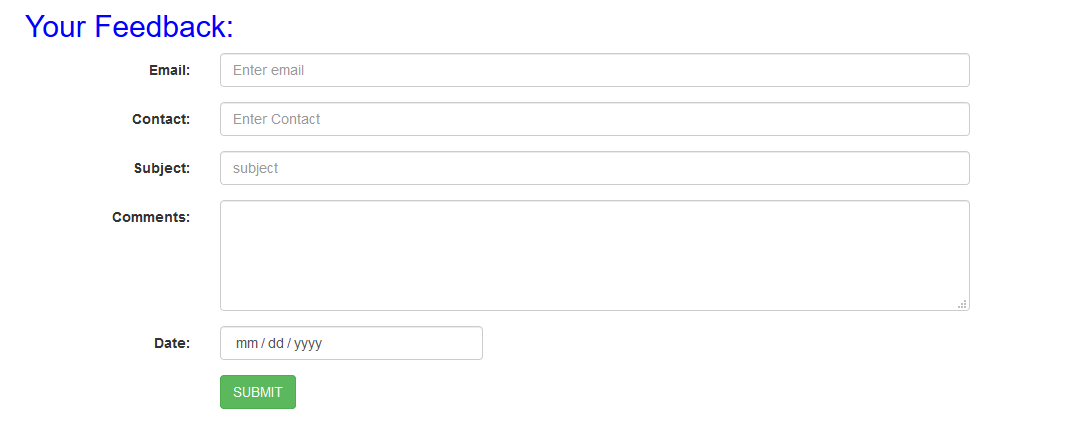 Your Feedback:
Email: Enter email
Contact: Enter Contact
Subject: subject
Comments:
Date: mm / dd / yyyy
SUBMIT